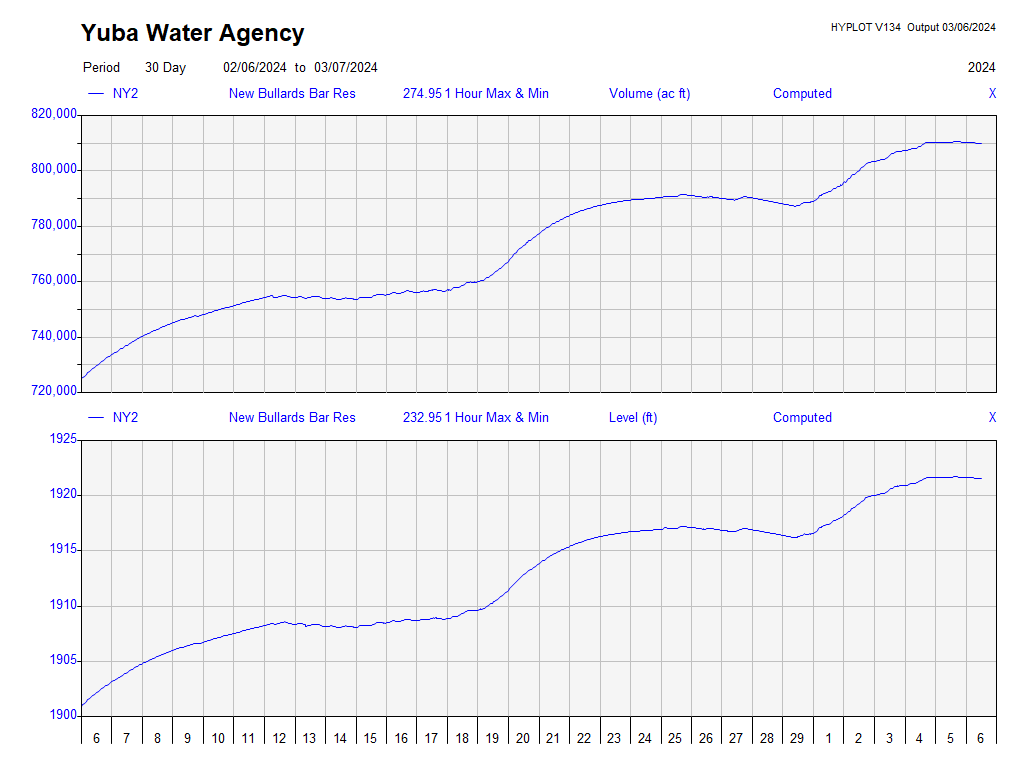 Yuba Water Agency
HYPLOT V134 Output 03/06/2024
Period 30 Day 02/06/2024 to 03/07/2024 2024
NY2 New Bullards Bar Res 274.95 1 Hour Max & Min Volume (ac ft) Computed X
820,000
800,000
780,000
760,000
740,000
720,000
NY2 New Bullards Bar Res 232.95 1 Hour Max & Min Level (ft) Computed X
1925
1920
1915
1910
1905
1900
6 7 8 9 10 11 12 13 14 15 16 17 18 19 20 21 22 23 24 25 26 27 28 29 1 2 3 4 5 6